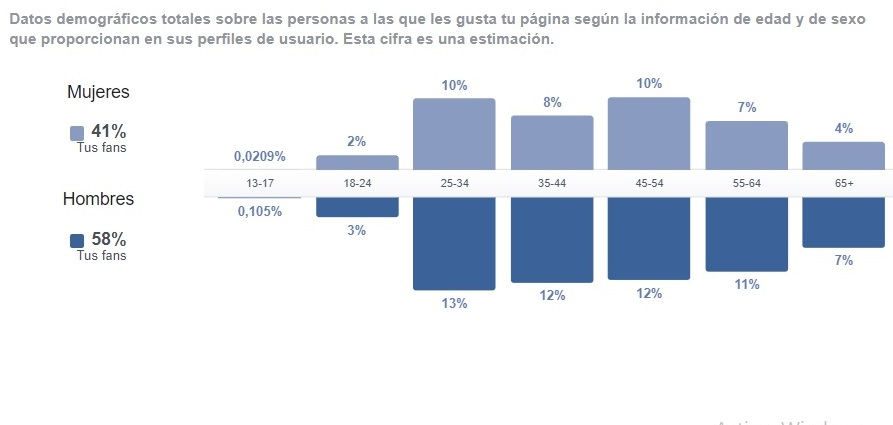 Datos demográficos totales sobre las personas a las que les gusta tu página según la información de edad y de sexo
que proporcionan en sus perfiles de usuario. Esta cifra es una estimación.
Mujeres
41%
Tus fans
Hombres
58%
Tus fans
0,0209% 2% 10% 8% 10% 7% 4%
13-17 18-24 25-34 35-44 45-54 55-64 65+
0,105% 3% 13% 12% 12% 11% 7%